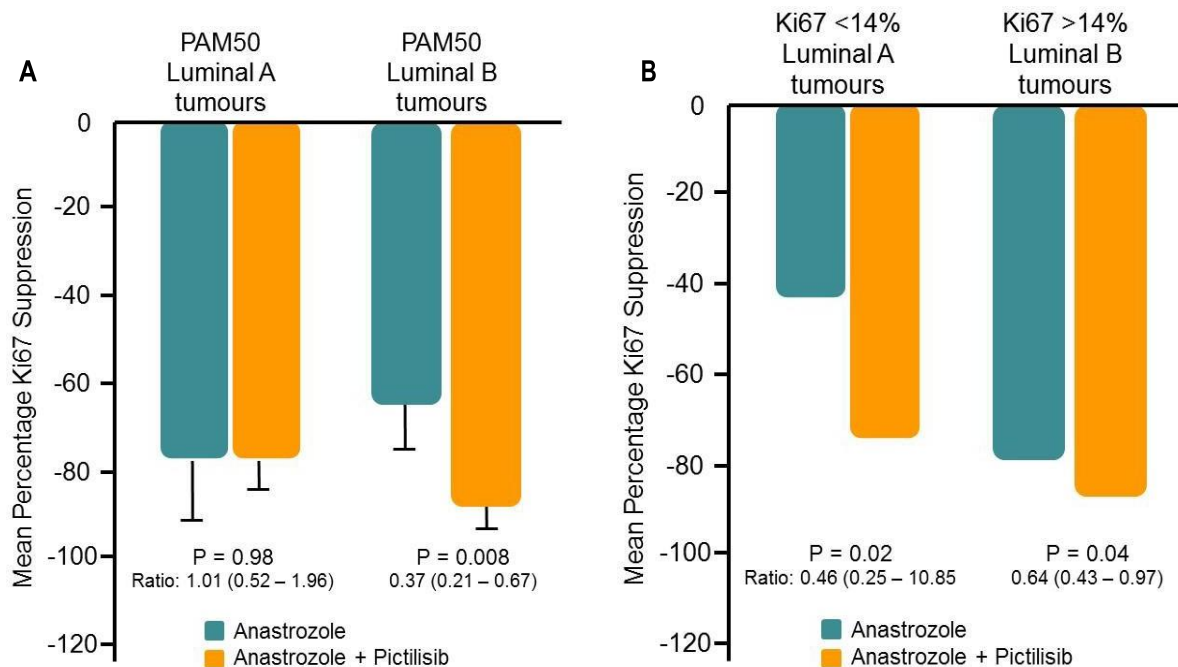 A
PAM50
Luminal A
tumours
PAM50
Luminal B
tumours
Mean Percentage Ki67 Suppression
0
-20
-40
-60
-80
-100
-120
P = 0.98
Ratio: 1.01 (0.52 – 1.96)
P = 0.008
0.37 (0.21 – 0.67)
Anastrozole
Anastrozole + Pictilisib
B
Ki67 <14%
Luminal A
tumours
Ki67 >14%
Luminal B
tumours
Mean Percentage Ki67 Suppression
0
-20
-40
-60
-80
-100
-120
P = 0.02
Ratio: 0.46 (0.25 – 10.85
P = 0.04
0.64 (0.43 – 0.97)
Anastrozole
Anastrozole + Pictilisib